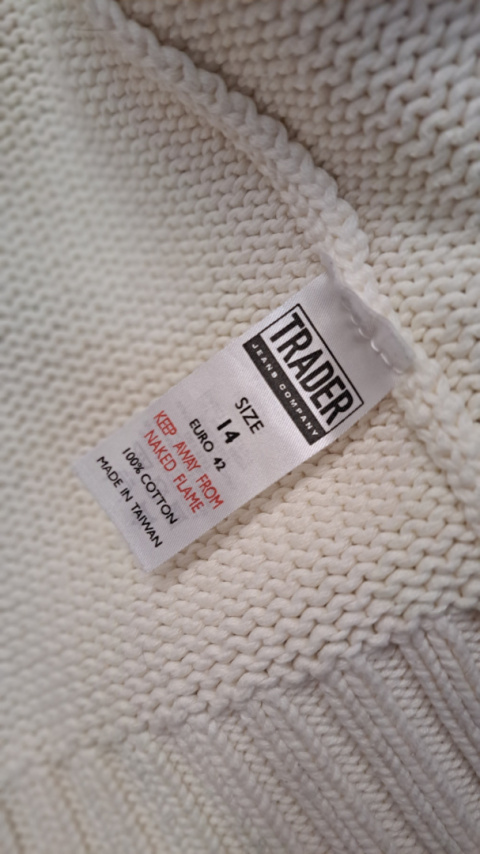 TRADER
JEANS COMPANY
SIZE
14
EURO 42
KEEP AWAY FROM
NAKED FLAME
100% COTTON
MADE IN TAIWAN